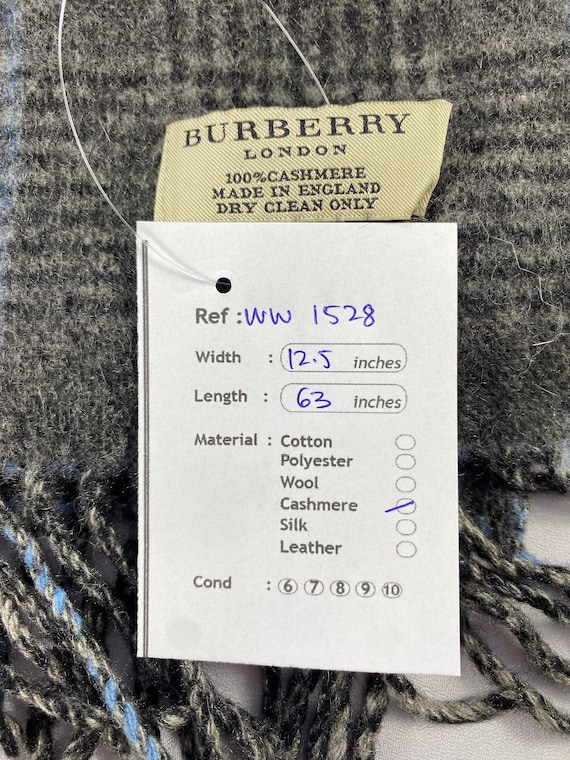 BURBERRY
LONDON
100%CASHMERE
MADE IN ENGLAND
DRY CLEAN ONLY
Ref :WW 1528
Width : 12.5 inches
Length : 63 inches
Material : Cotton
Polyester
Wool
Cashmere
Silk
Leather
Cond : 6 7 8 9 10